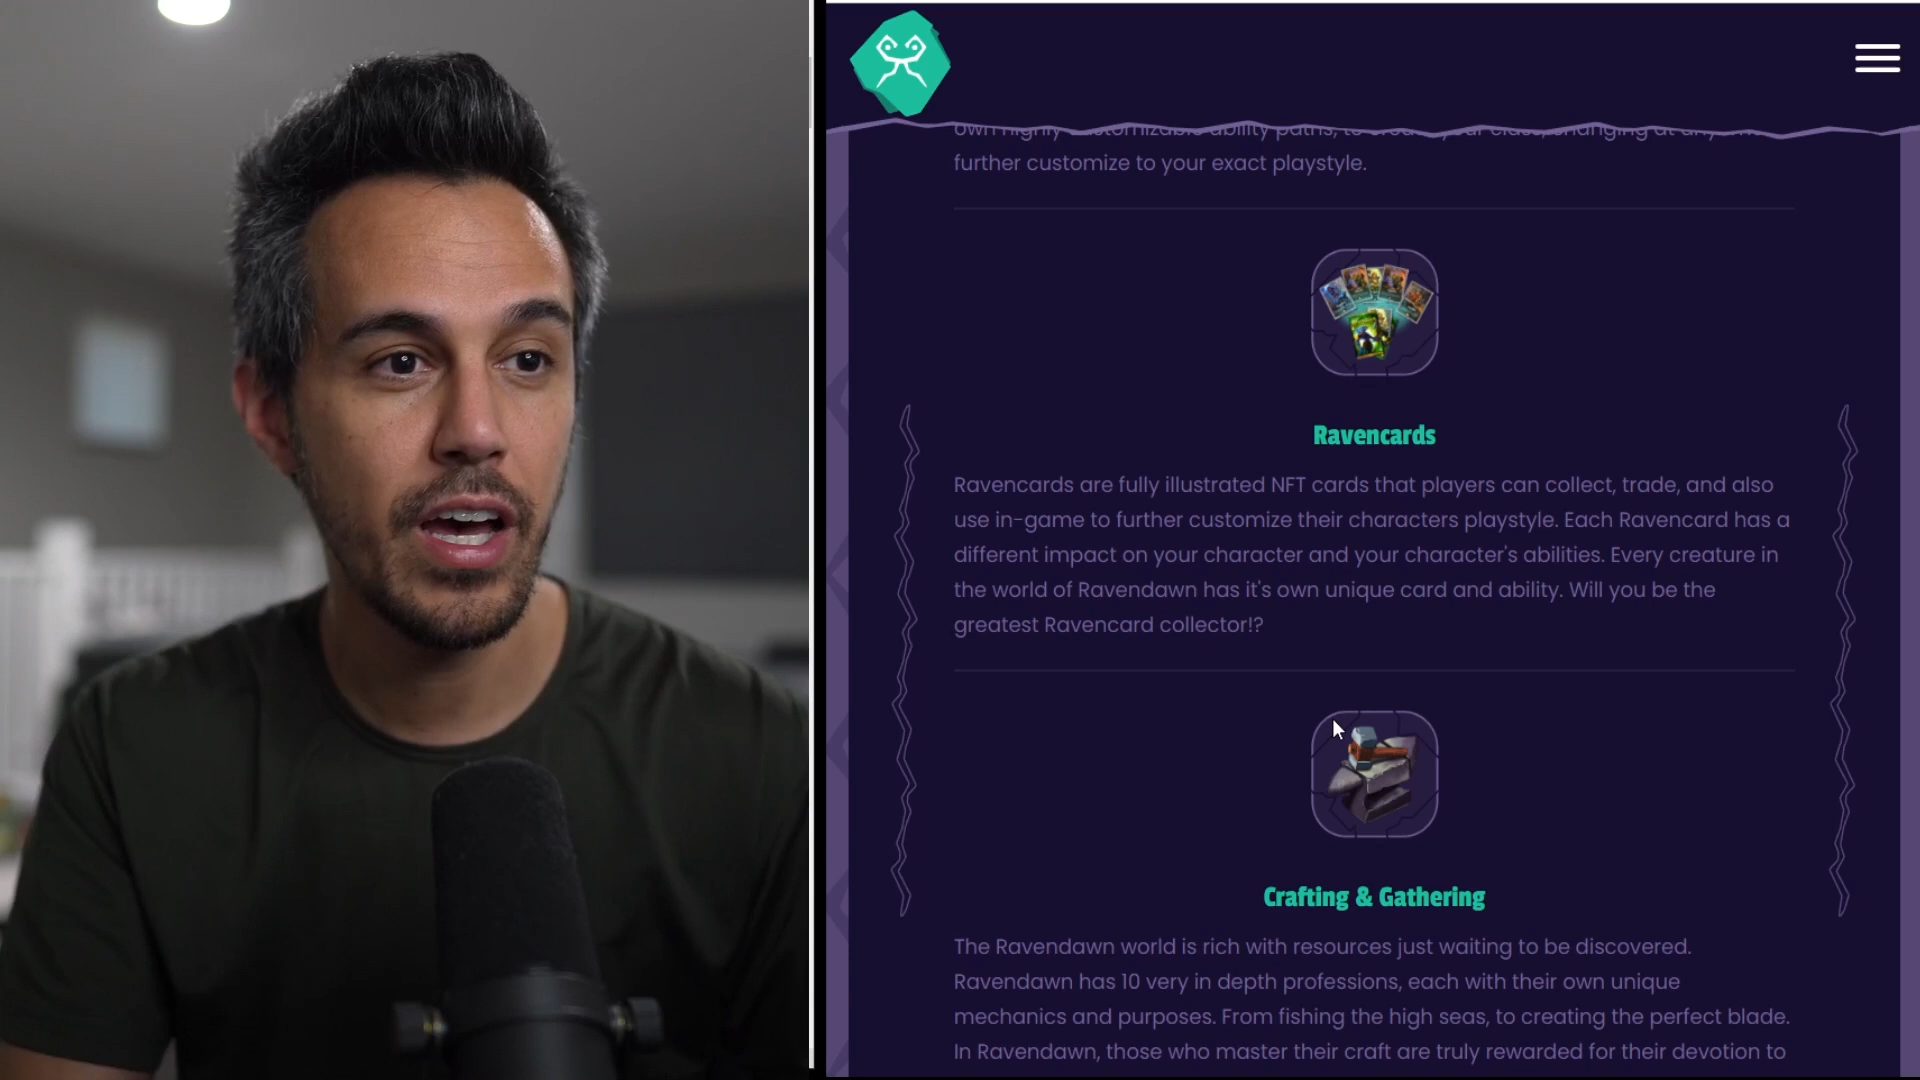 own highly customizable ability paths, to
further customize to your exact playstyle.
Ravencards
Ravencards are fully illustrated NFT cards that players can collect, trade, and also
use in-game to further customize their characters playstyle. Each Ravencard has a
different impact on your character and your character's abilities. Every creature in
the world of Ravendawn has it's own unique card and ability. Will you be the
greatest Ravencard collector!?
Crafting & Gathering
The Ravendawn world is rich with resources just waiting to be discovered.
Ravendawn has 10 very in depth professions, each with their own unique
mechanics and purposes. From fishing the high seas, to creating the perfect blade.
In Ravendawn, those who master their craft are truly rewarded for their devotion to